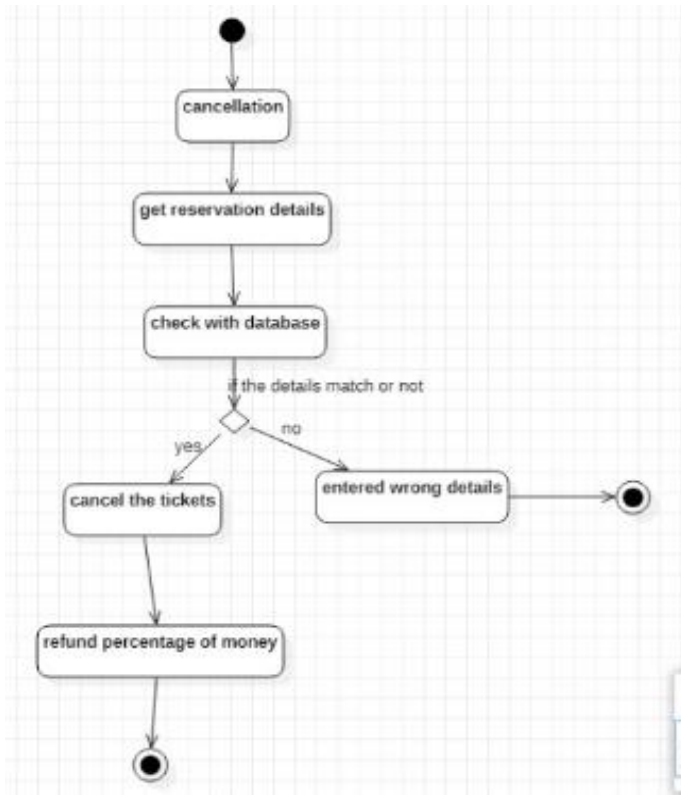 cancellation
get reservation details
check with database
if the details match or not
yes
no
entered wrong details
cancel the tickets
refund percentage of money